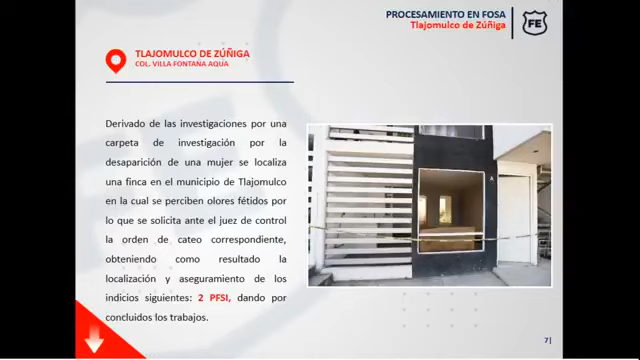 PROCESAMIENTO EN FOSA
Tlajomulco de Zúñiga
FE
TLAJOMULCO DE ZÚÑIGA
COL. VILLA FONTANA AQUA
Derivado de las investigaciones por una
carpeta de investigación por la
desaparición de una mujer se localiza
una finca en el municipio de Tlajomulco
en la cual se perciben olores fétidos por
lo que se solicita ante el juez de control
la orden de cateo correspondiente,
obteniendo como resultado la
localización y aseguramiento de los
indicios siguientes: 2 PFSI, dando por
concluidos los trabajos.
A
7|